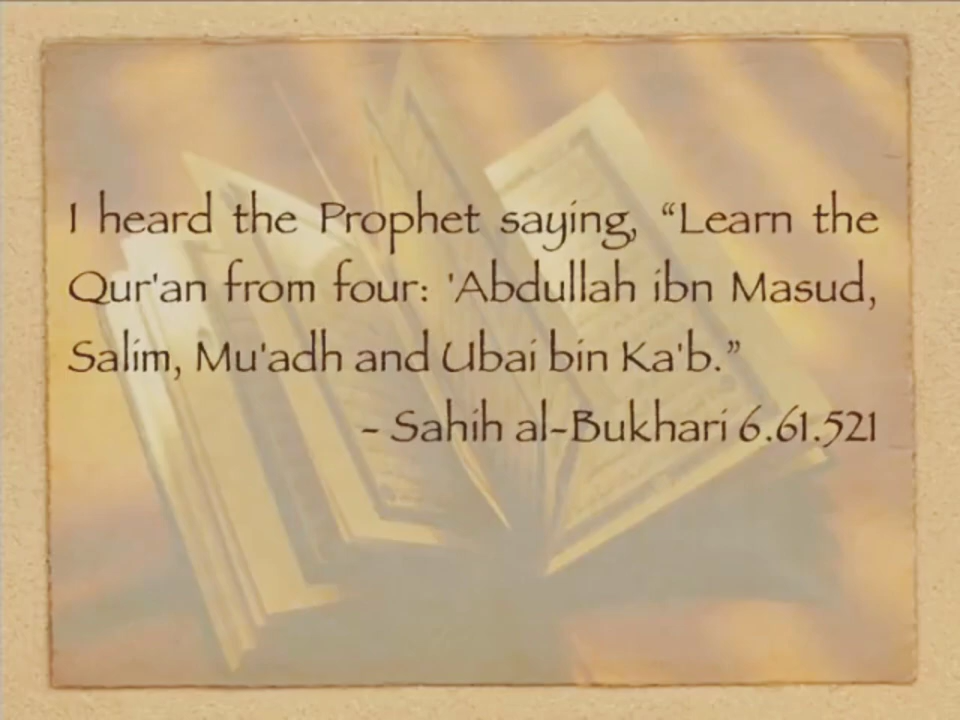 I heard the Prophet saying, “Learn the
Qur'an from four: 'Abdullah ibn Masud,
Salim, Mu'adh and Ubai bin Ka'b.”
- Sahih al-Bukhari 6.61.521